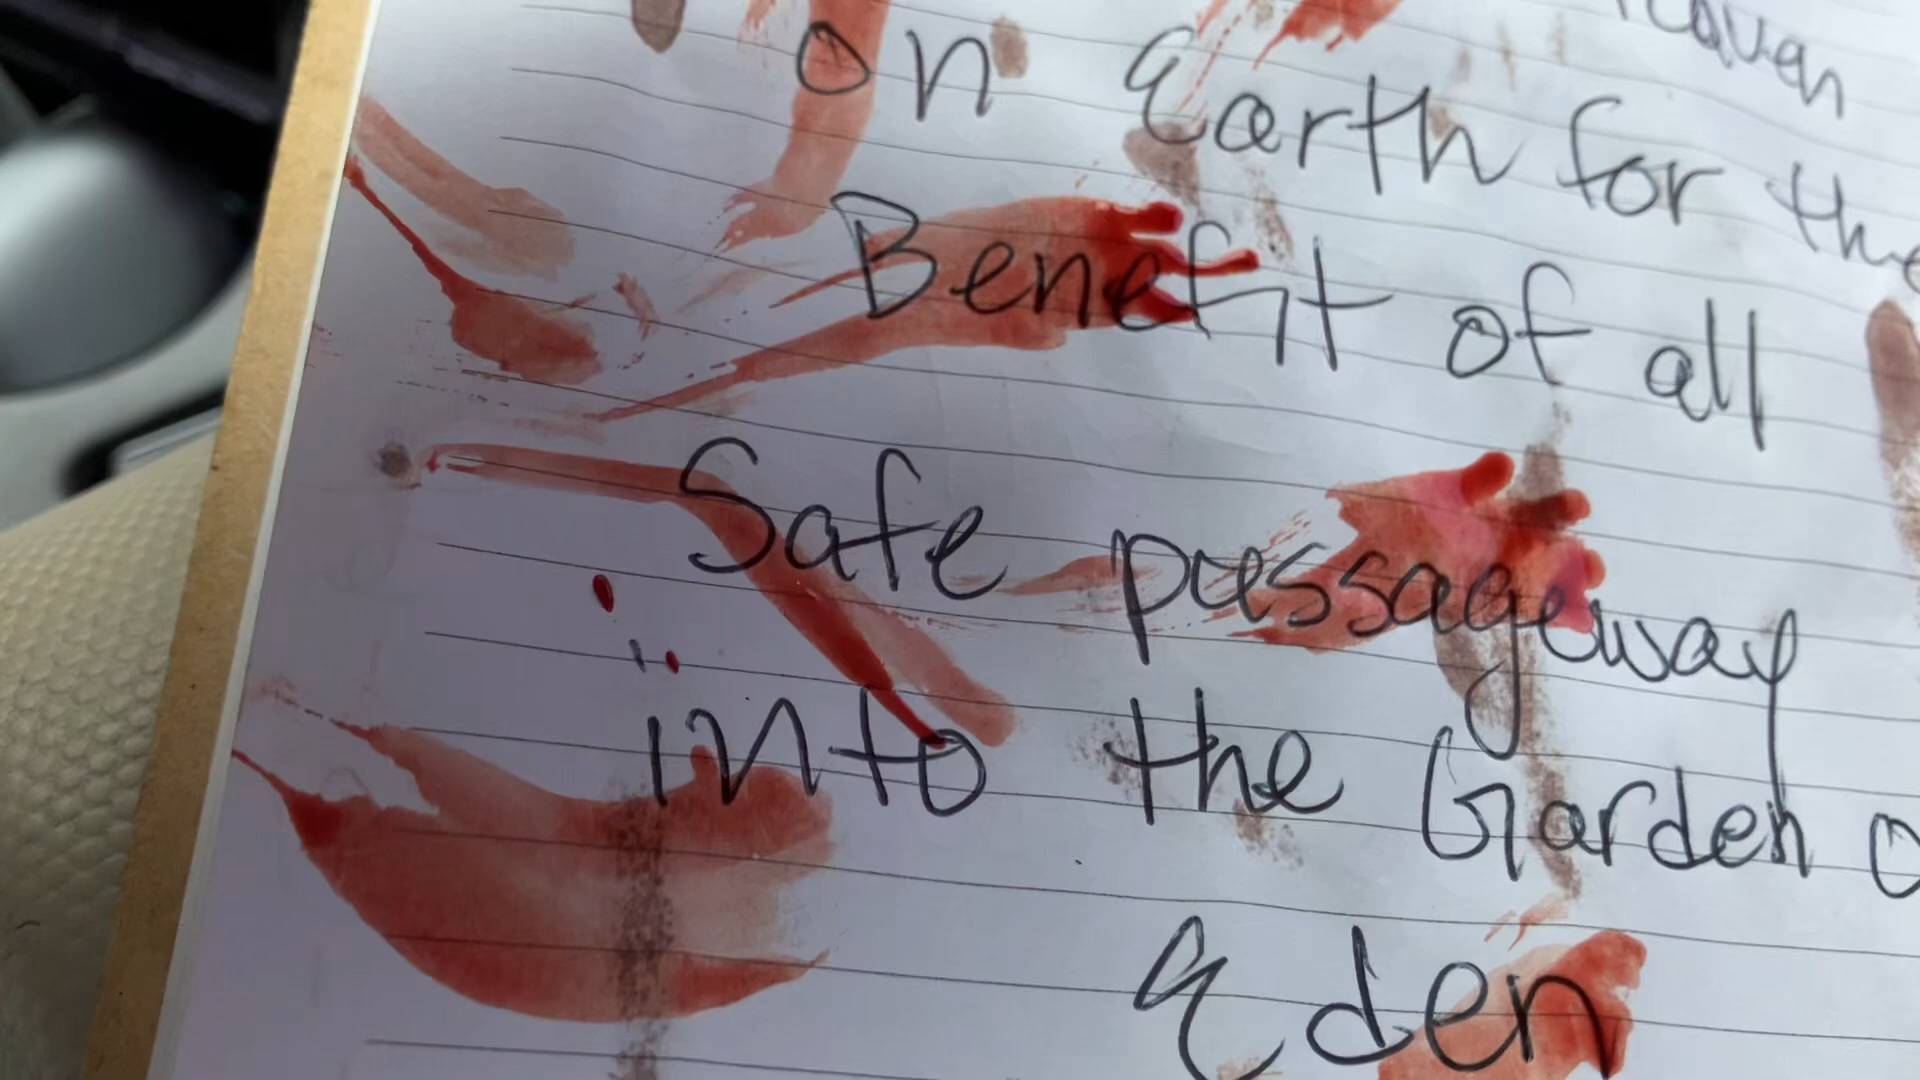 on Earth for the
Benefit of all
Safe passageway
into the Garden
Eden